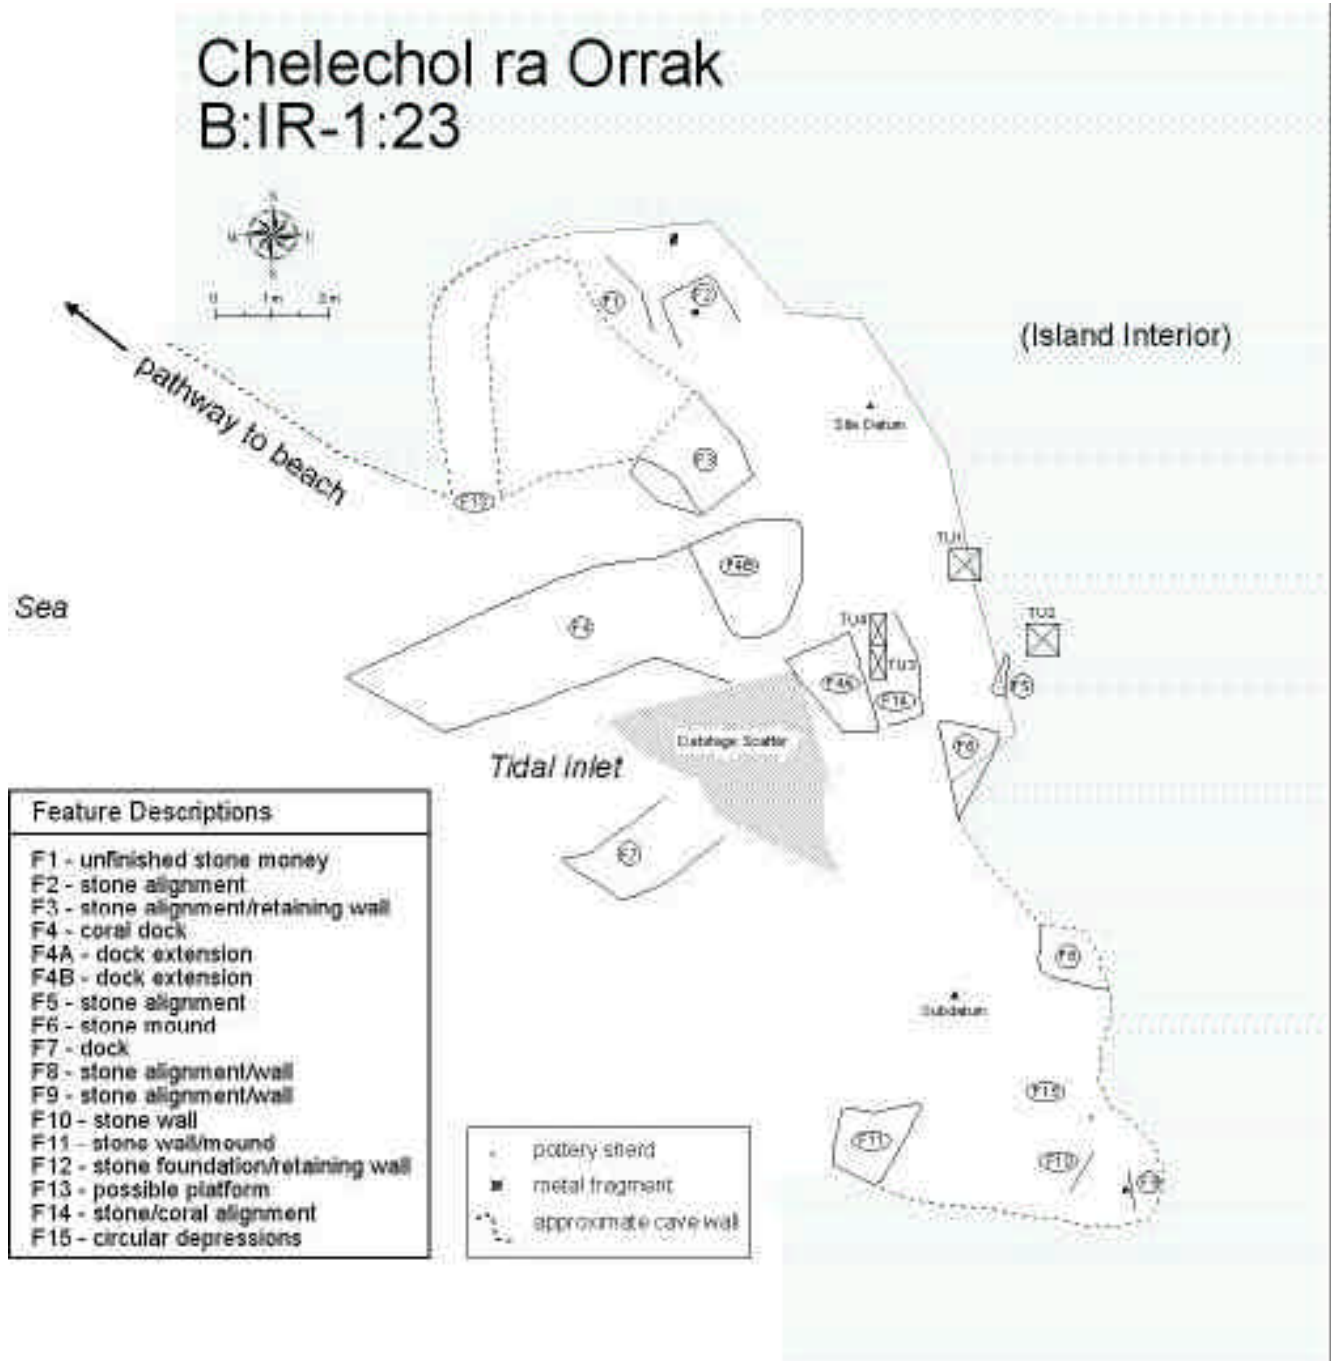 Chelechol ra Orrak
B:IR-1:23
N
0 1m
F1
F2
(Island Interior)
pathway to beach
Site Datum
F3
TU1
F4B
Sea
F4
TU2
TU4
TU3
F4A
F14
F5
Tidal Inlet
Scatter
F6
F7
Feature Descriptions
F1 - unfinished stone money
F2 - stone alignment
F3 - stone alignment/retaining wall
F4 - coral dock
F4A - dock extension
F4B - dock extension
F5 - stone alignment
F6 - stone mound
F7 - dock
F8 - stone alignment/wall
F9 - stone alignment/wall
F10 - stone wall
F11 - stone wall/mound
F12 - stone foundation/retaining wall
F13 - possible platform
F14 - stone/coral alignment
F15 - circular depressions
F8
Subdatum
F15
F11
F10
F9
pottery sherd
metal fragment
approximate cave wall